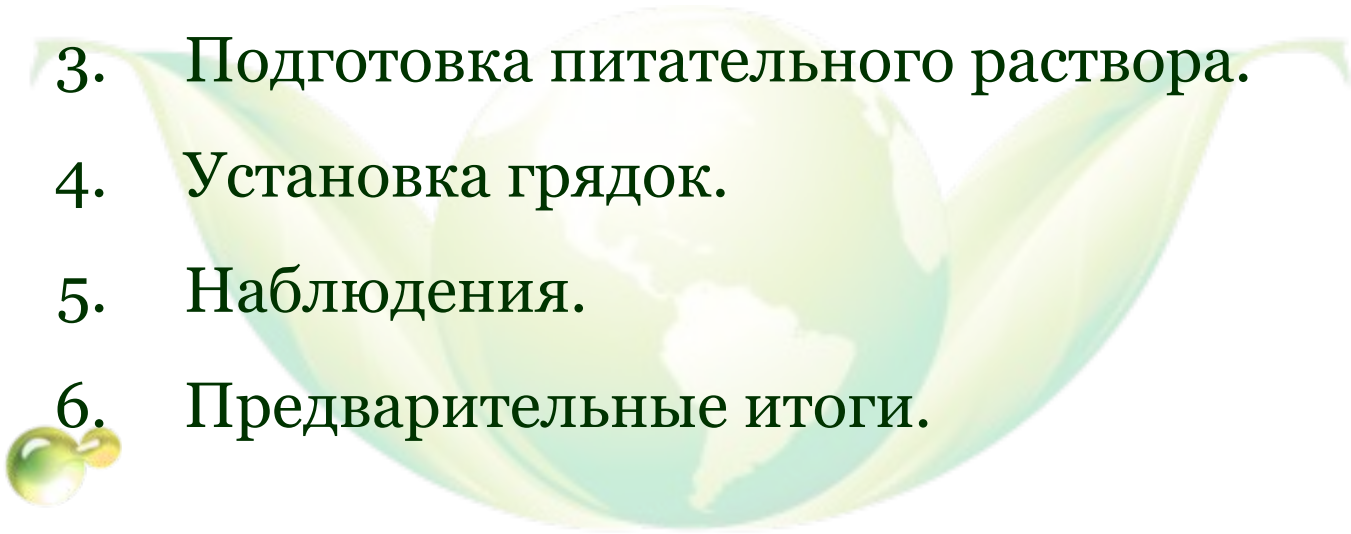 3. Подготовка питательного раствора.
4. Установка грядок.
5. Наблюдения.
6. Предварительные итоги.